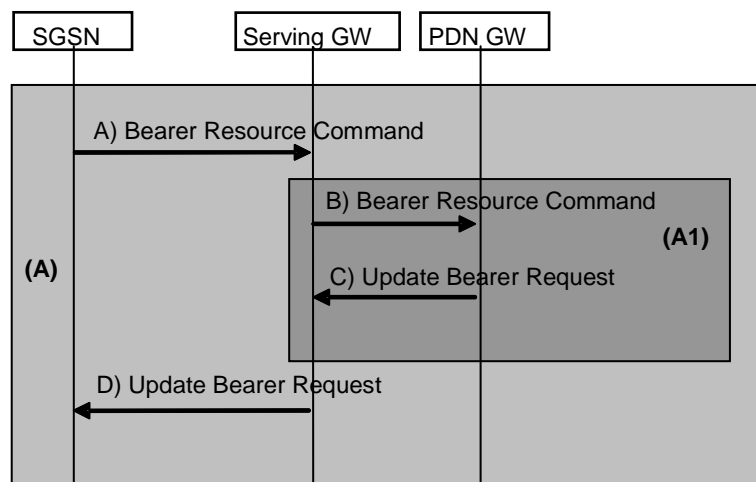 SGSN
Serving GW
PDN GW
A) Bearer Resource Command
B) Bearer Resource Command
(A1)
(A)
C) Update Bearer Request
D) Update Bearer Request